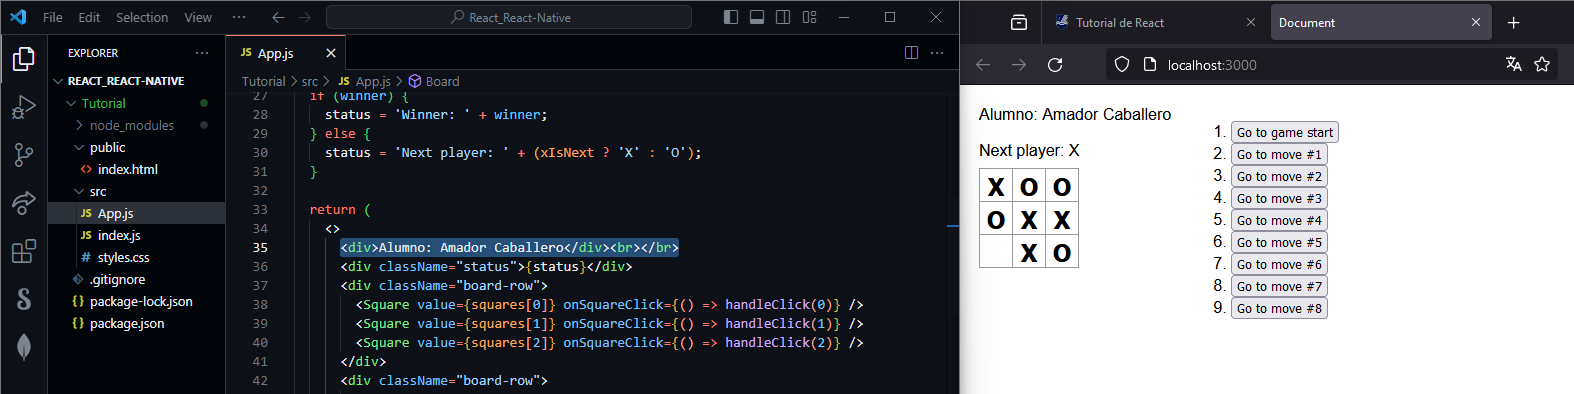 File Edit Selection View ··· React_React-Native
EXPLORER ···
REACT_REACT-NATIVE
Tutorial
node_modules
public
<> index.html
src
JS App.js
JS index.js
# styles.css
.gitignore
{} package-lock.json
{} package.json
JS App.js
Tutorial > src > JS App.js > Board
27 if (winner) {
28 status = 'Winner: ' + winner;
29 } else {
30 status = 'Next player: ' + (xIsNext ? 'X' : 'O');
31 }
32
33 return (
34 <>
35 <div>Alumno: Amador Caballero</div><br></br>
36 <div className="status">{status}</div>
37 <div className="board-row">
38 <Square value={squares[0]} onSquareClick={() => handleClick(0)} />
39 <Square value={squares[1]} onSquareClick={() => handleClick(1)} />
40 <Square value={squares[2]} onSquareClick={() => handleClick(2)} />
41 </div>
42 <div className="board-row">
Tutorial de React
Document
localhost:3000
Alumno: Amador Caballero
Next player: X
X O O
O X X
X O
1. Go to game start
2. Go to move #1
3. Go to move #2
4. Go to move #3
5. Go to move #4
6. Go to move #5
7. Go to move #6
8. Go to move #7
9. Go to move #8